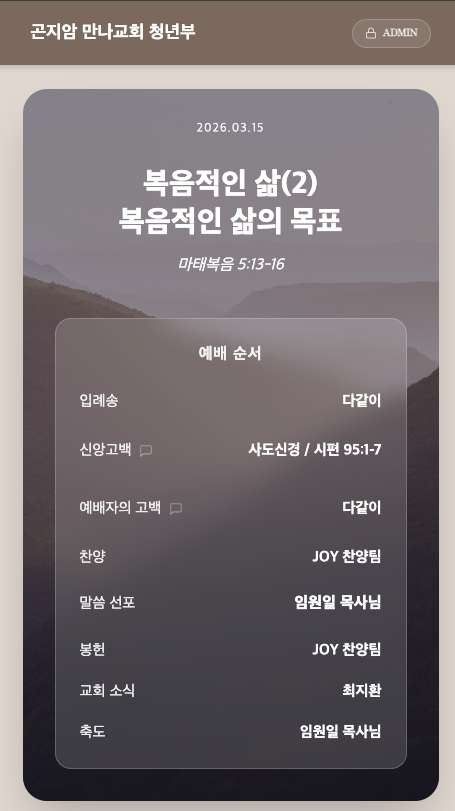 곤지암 만나교회 청년부
ADMIN
2026.03.15
복음적인 삶(2)
복음적인 삶의 목표
마태복음 5:13-16
예배 순서
입례송 다같이
신앙고백 사도신경 / 시편 95:1-7
예배자의 고백 다같이
찬양 JOY 찬양팀
말씀 선포 임원일 목사님
봉헌 JOY 찬양팀
교회 소식 최지환
축도 임원일 목사님